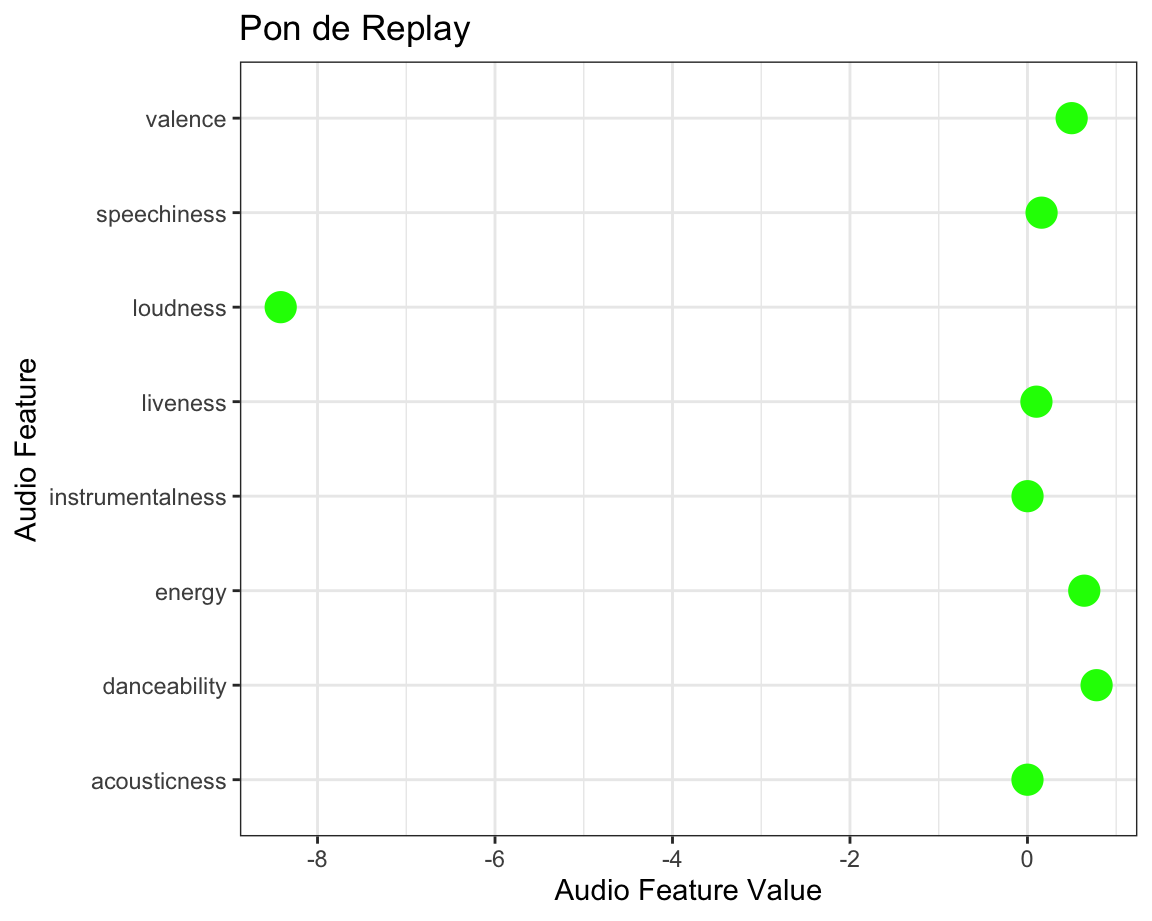 Pon de Replay
valence
speechiness
loudness
liveness
instrumentalness
energy
danceability
acousticness
Audio Feature
-8 -6 -4 -2 0
Audio Feature Value